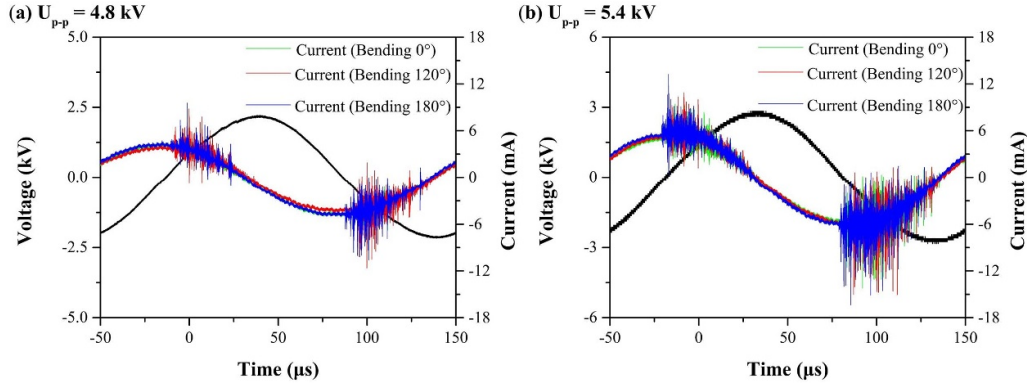 (a) Uₚ₋ₚ = 4.8 kV
5.0
2.5
0.0
-2.5
-5.0
Voltage (kV)
18
12
6
0
-6
-12
-18
Current (mA)
Current (Bending 0°)
Current (Bending 120°)
Current (Bending 180°)
-50
0
50
100
150
Time (μs)
(b) Uₚ₋ₚ = 5.4 kV
6
3
0
-3
-6
Voltage (kV)
18
12
6
0
-6
-12
-18
Current (mA)
Current (Bending 0°)
Current (Bending 120°)
Current (Bending 180°)
-50
0
50
100
150
Time (μs)